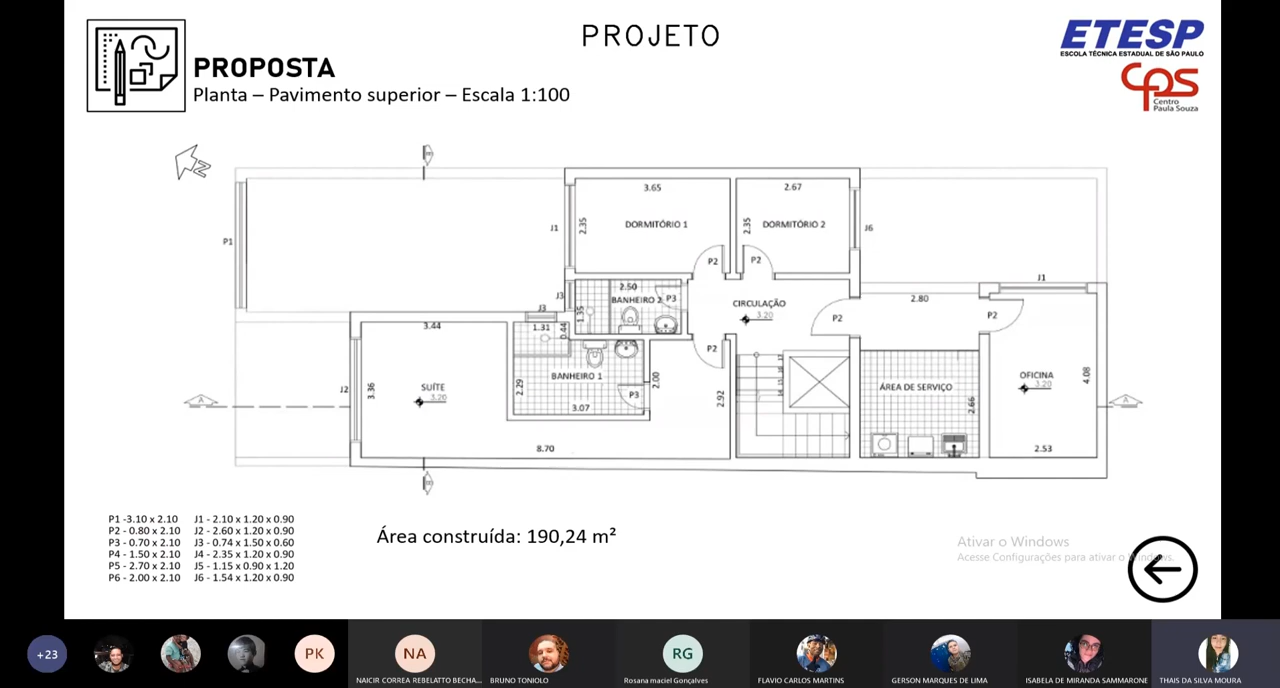 PROJETO
PROPOSTA
Planta – Pavimento superior – Escala 1:100
ETESP
ESCOLA TÉCNICA ESTADUAL DE SÃO PAULO
CPS
Centro
Paula Souza
N
B
3.65
2.67
J1
2.35
DORMITÓRIO 1
2.35
DORMITÓRIO 2
J6
P1
P2
P2
J1
2.50
J3
BANHEIRO 2
P3
CIRCULAÇÃO
2.80
J3
1.35
3.20
P2
P2
3.44
1.31
0.44
P2
BANHEIRO 1
OFICINA
J2
3.36
SUÍTE
2.29
2.00
ÁREA DE SERVIÇO
3.20
4.08
3.20
P3
2.92
2.66
A
3.07
A
8.70
2.53
B
P1 -3.10 x 2.10 J1 - 2.10 x 1.20 x 0.90
P2 - 0.80 x 2.10 J2 - 2.60 x 1.20 x 0.90
P3 - 0.70 x 2.10 J3 - 0.74 x 1.50 x 0.60
P4 - 1.50 x 2.10 J4 - 2.35 x 1.20 x 0.90
P5 - 2.70 x 2.10 J5 - 1.15 x 0.90 x 1.20
P6 - 2.00 x 2.10 J6 - 1.54 x 1.20 x 0.90
Área construída: 190,24 m²
Ativar o Windows
Acesse Configurações para ativar o Windows.
+23
PK
NA
RG
NAICIR CORREA REBELATTO BECHA...
BRUNO TONIOLO
Rosana maciel Gonçalves
FLAVIO CARLOS MARTINS
GERSON MARQUES DE LIMA
ISABELA DE MIRANDA SAMMARONE
THAIS DA SILVA MOURA